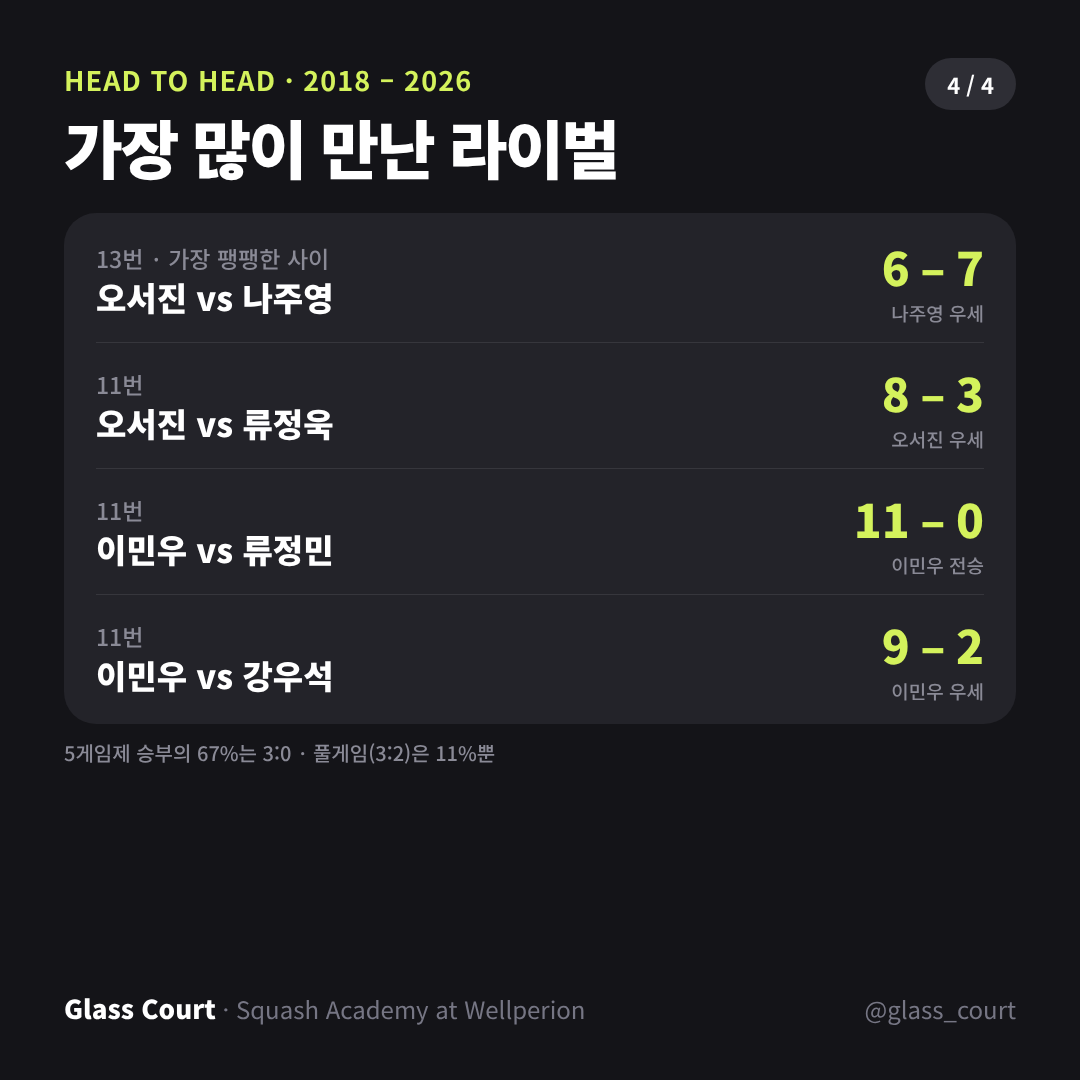 HEAD TO HEAD · 2018 – 2026
4 / 4
가장 많이 만난 라이벌
13번 · 가장 팽팽한 사이
오서진 vs 나주영
6 – 7
나주영 우세
11번
오서진 vs 류정욱
8 – 3
오서진 우세
11번
이민우 vs 류정민
11 – 0
이민우 전승
11번
이민우 vs 강우석
9 – 2
이민우 우세
5게임제 승부의 67%는 3:0 · 풀게임(3:2)은 11%뿐
Glass Court · Squash Academy at Wellperion
@glass_court